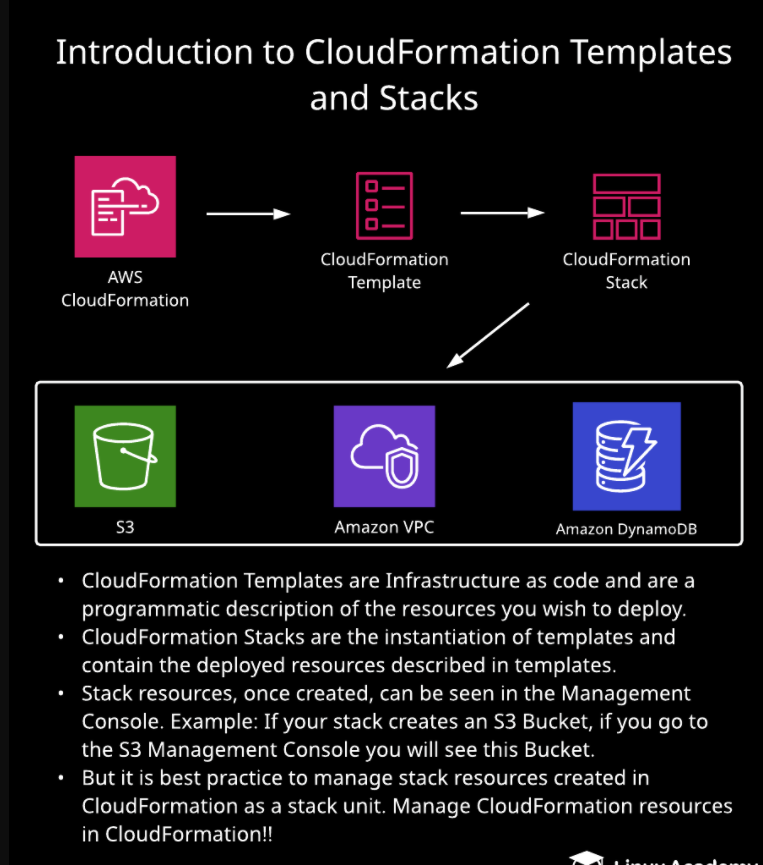 Introduction to CloudFormation Templates
and Stacks
AWS
CloudFormation
CloudFormation
Template
CloudFormation
Stack
S3
Amazon VPC
Amazon DynamoDB
• CloudFormation Templates are Infrastructure as code and are a
programmatic description of the resources you wish to deploy.
• CloudFormation Stacks are the instantiation of templates and
contain the deployed resources described in templates.
• Stack resources, once created, can be seen in the Management
Console. Example: If your stack creates an S3 Bucket, if you go to
the S3 Management Console you will see this Bucket.
• But it is best practice to manage stack resources created in
CloudFormation as a stack unit. Manage CloudFormation resources
in CloudFormation!!
Linux Academy